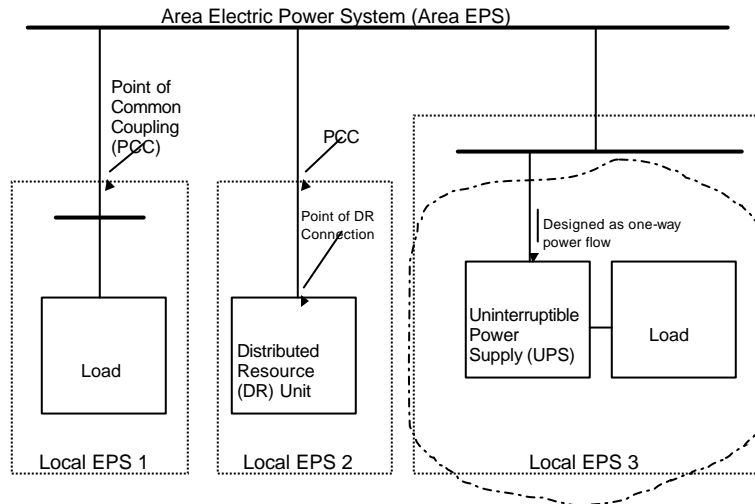 Area Electric Power System (Area EPS)
Point of
Common
Coupling
(PCC)
PCC
Point of DR
Connection
Designed as one-way
power flow
Load
Distributed
Resource
(DR) Unit
Uninterruptible
Power
Supply (UPS)
Load
Local EPS 1
Local EPS 2
Local EPS 3